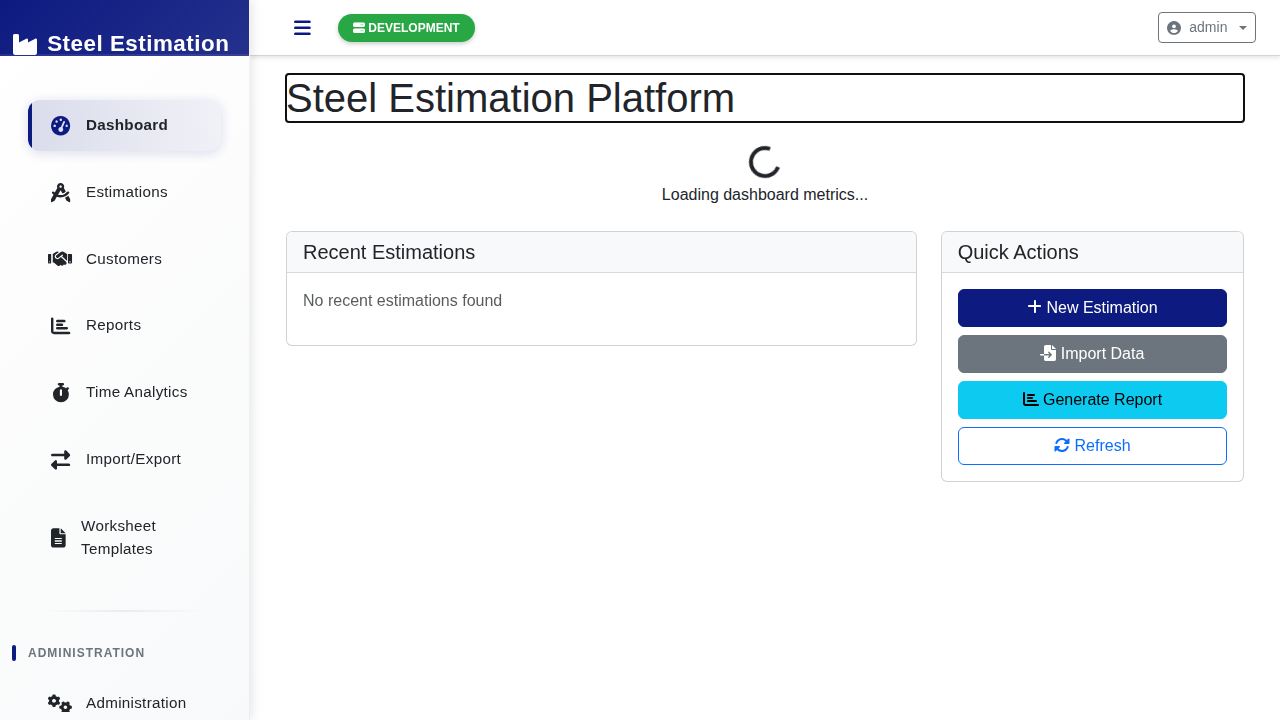 Steel Estimation
DEVELOPMENT
admin
Dashboard
Estimations
Customers
Reports
Time Analytics
Import/Export
Worksheet
Templates
ADMINISTRATION
Administration
Steel Estimation Platform
Loading dashboard metrics...
Recent Estimations
No recent estimations found
Quick Actions
New Estimation
Import Data
Generate Report
Refresh